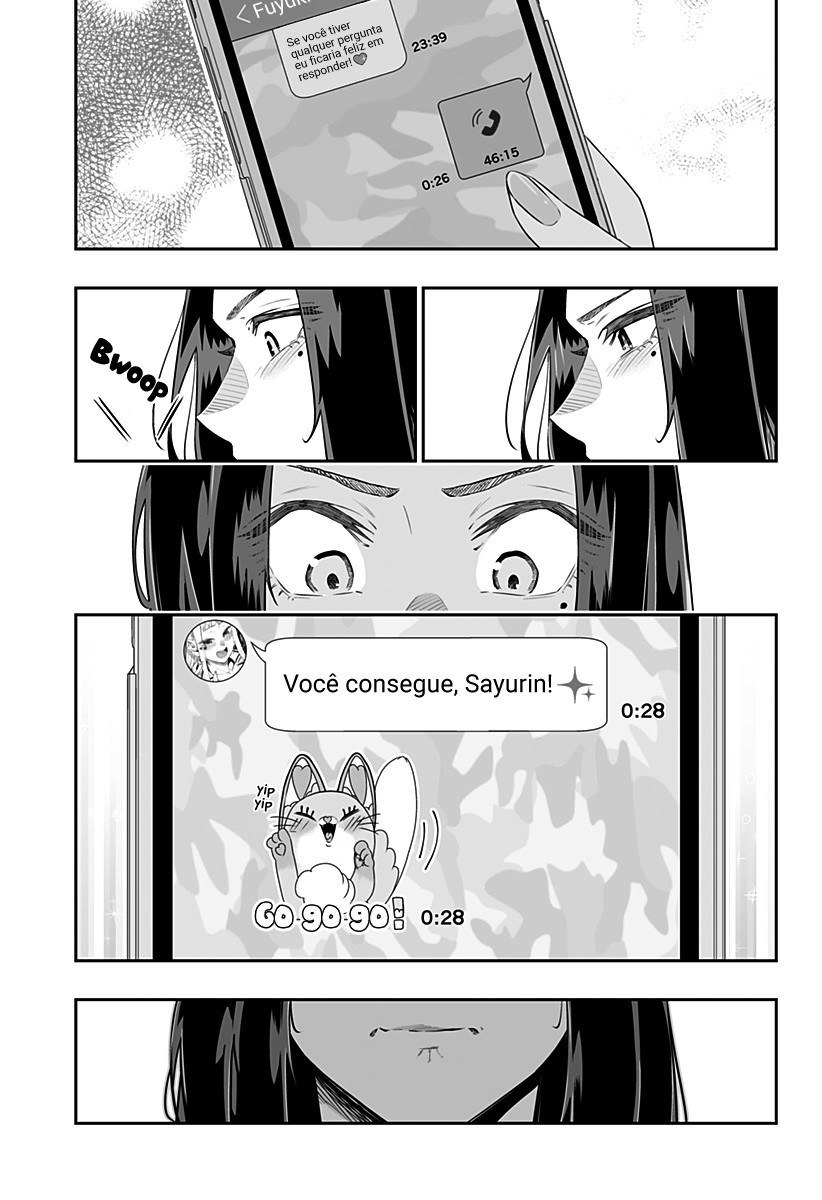 Fuyuki
Se você tiver
qualquer pergunta
eu ficaria feliz em
responder!
23:39
46:15
0:26
Bwoop
Você consegue, Sayurin!
0:28
yip
yip
Go go go!!
0:28